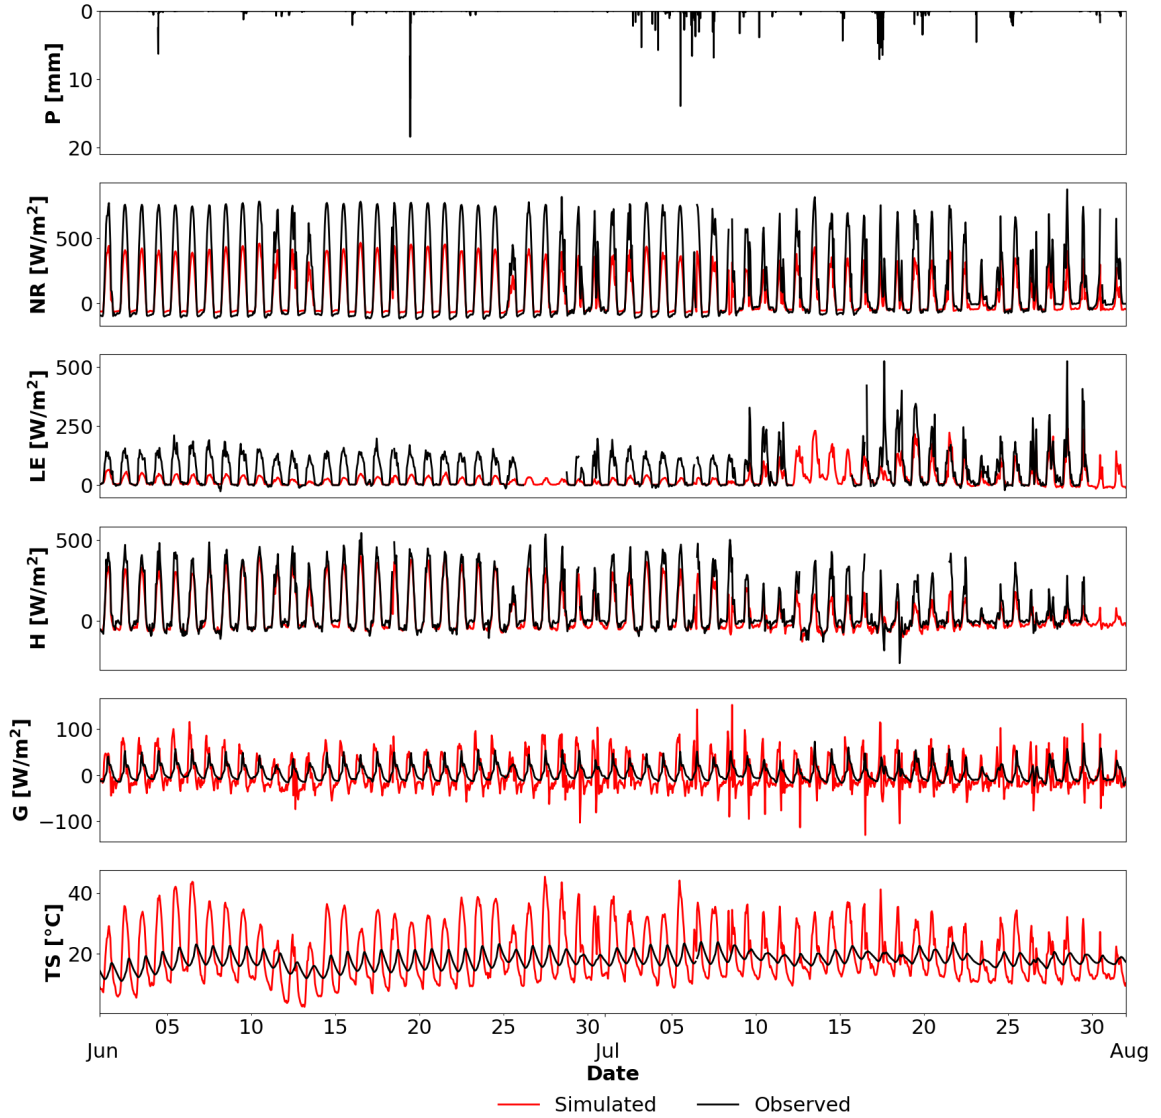 0
10
20
P [mm]
500
0
NR [W/m²]
500
250
0
LE [W/m²]
500
0
H [W/m²]
100
0
−100
G [W/m²]
40
20
TS [°C]
05 10 15 20 25 30 05 10 15 20 25 30
Jun Jul Aug
Date
Simulated Observed